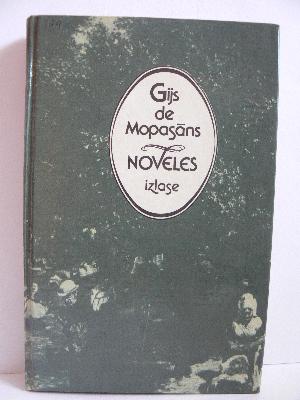 Gijs
de
Mopasāns
NOVELES
izlase